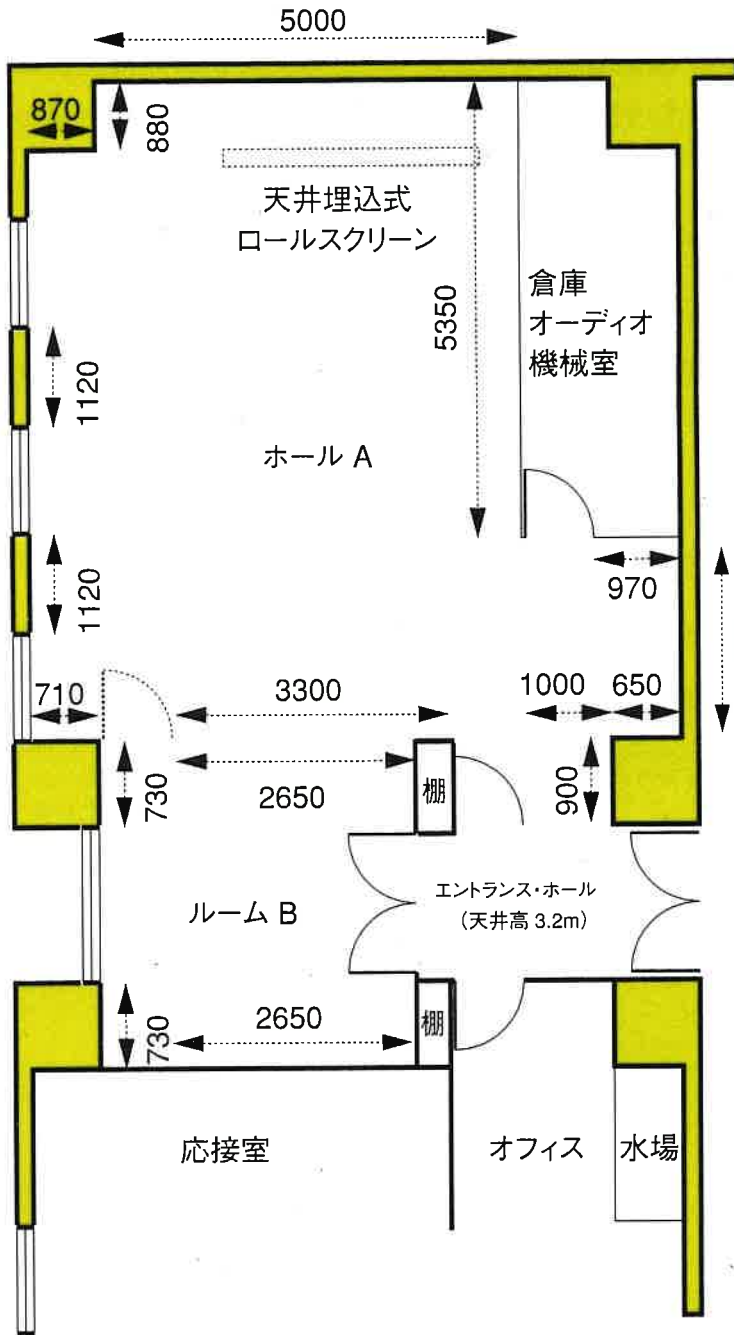 5000
870
880
天井埋込式
ロールスクリーン
5350
倉庫
オーディオ
機械室
1120
ホール A
1120
970
710
3300
1000
650
730
2650
棚
900
ルーム B
エントランス・ホール
(天井高 3.2m)
730
2650
棚
応接室
オフィス
水場